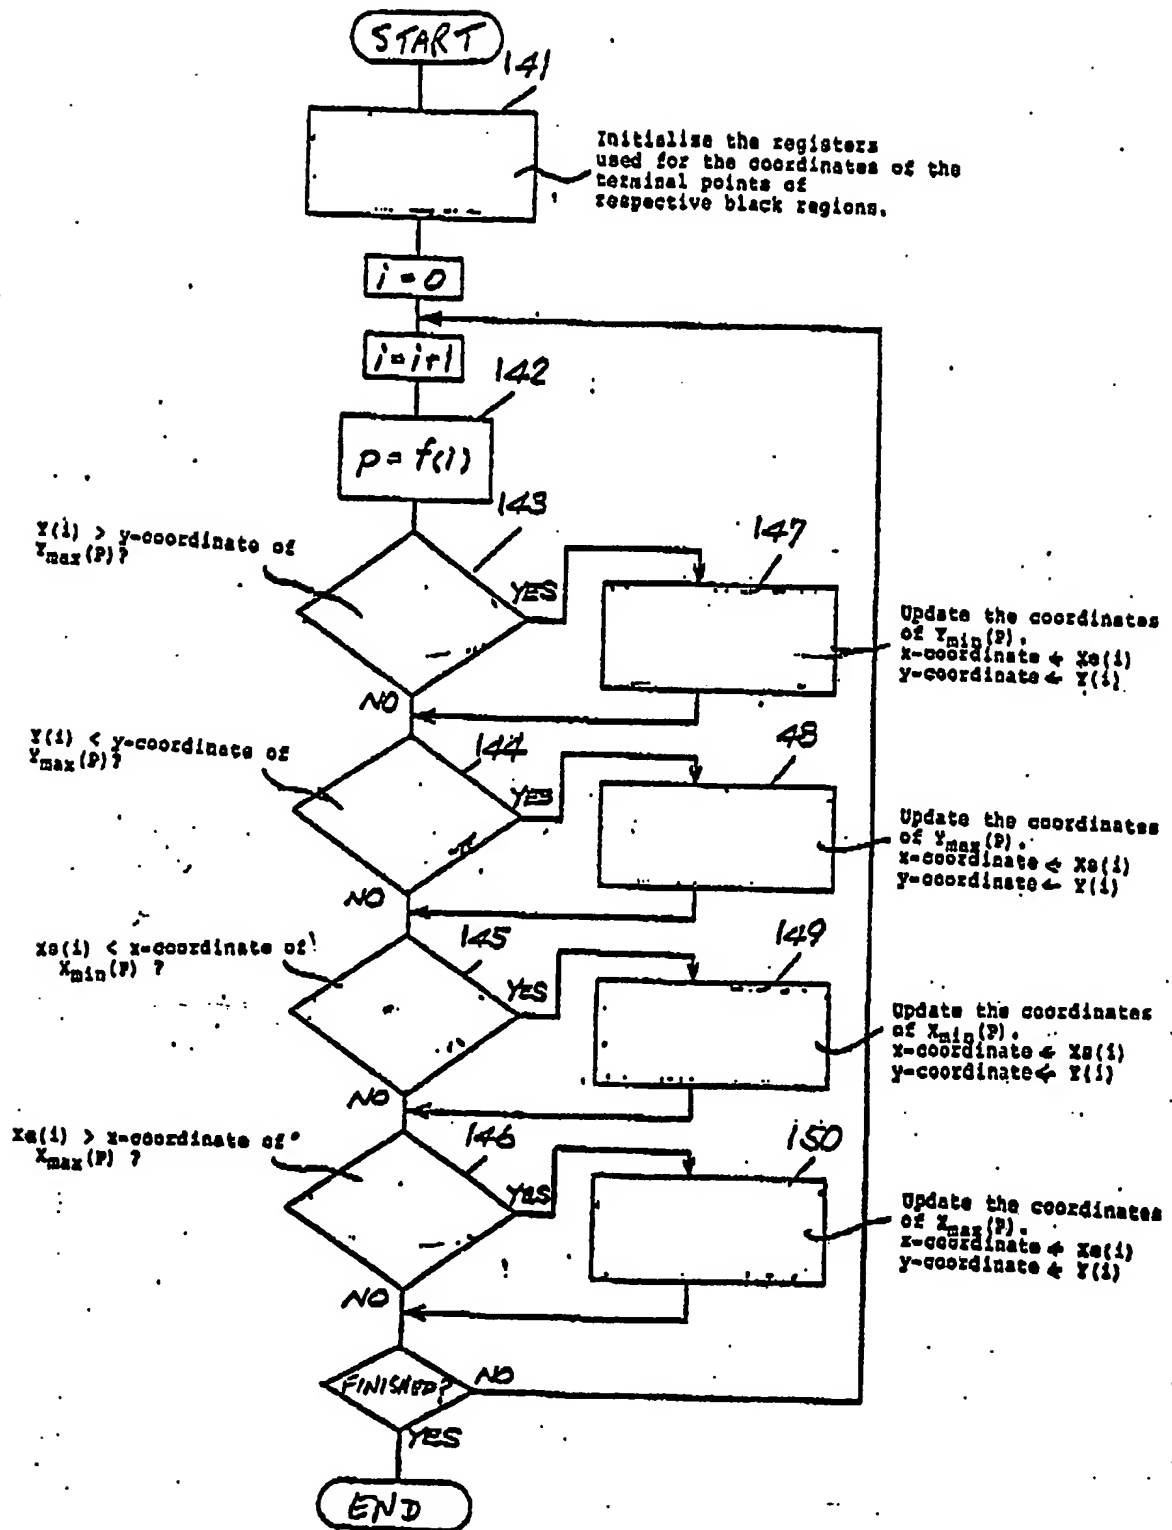 START
141
Initialize the registers
used for the coordinates of the
terminal points of
respective black regions.
i = 0
i = i+1
142
p = f(i)
143
Y(i) > y-coordinate of
Ymax(P)?
YES
NO
147
Update the coordinates
of Ymin(P).
x-coordinate ← Xs(i)
y-coordinate ← Y(i)
144
Y(i) < y-coordinate of
Ymax(P)?
YES
NO
48
Update the coordinates
of Ymax(P).
x-coordinate ← Xs(i)
y-coordinate ← Y(i)
145
Xs(i) < x-coordinate of
Xmin(P) ?
YES
NO
149
Update the coordinates
of Xmin(P).
x-coordinate ← Xs(i)
y-coordinate ← Y(i)
146
Xe(i) > x-coordinate of
Xmax(P) ?
YES
NO
150
Update the coordinates
of Xmax(P).
x-coordinate ← Xe(i)
y-coordinate ← Y(i)
FINISHED?
NO
YES
END